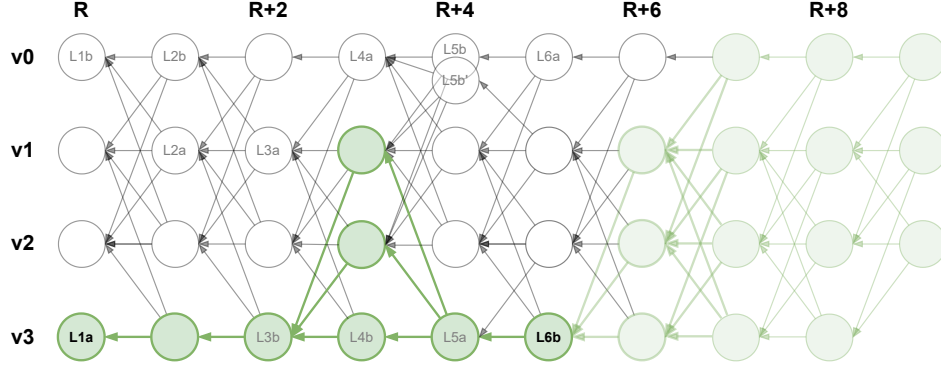 R R+2 R+4 R+6 R+8
v0 L1b L2b L4a L5b L6a
L5b'
v1 L2a L3a
v2
v3 L1a L3b L4b L5a L6b